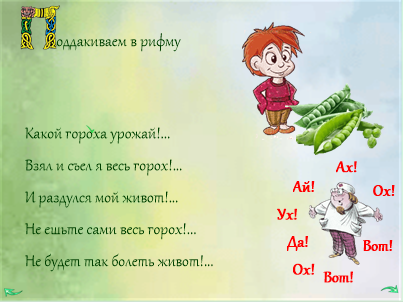 Поддакиваем в рифму
Какой гороха урожай!...
Взял и съел я весь горох!...
И раздулся мой живот!...
Не ешьте сами весь горох!...
Не будет так болеть живот!...
Ах!
Ай!
Ох!
Ух!
Да!
Вот!
Ох!
Вот!